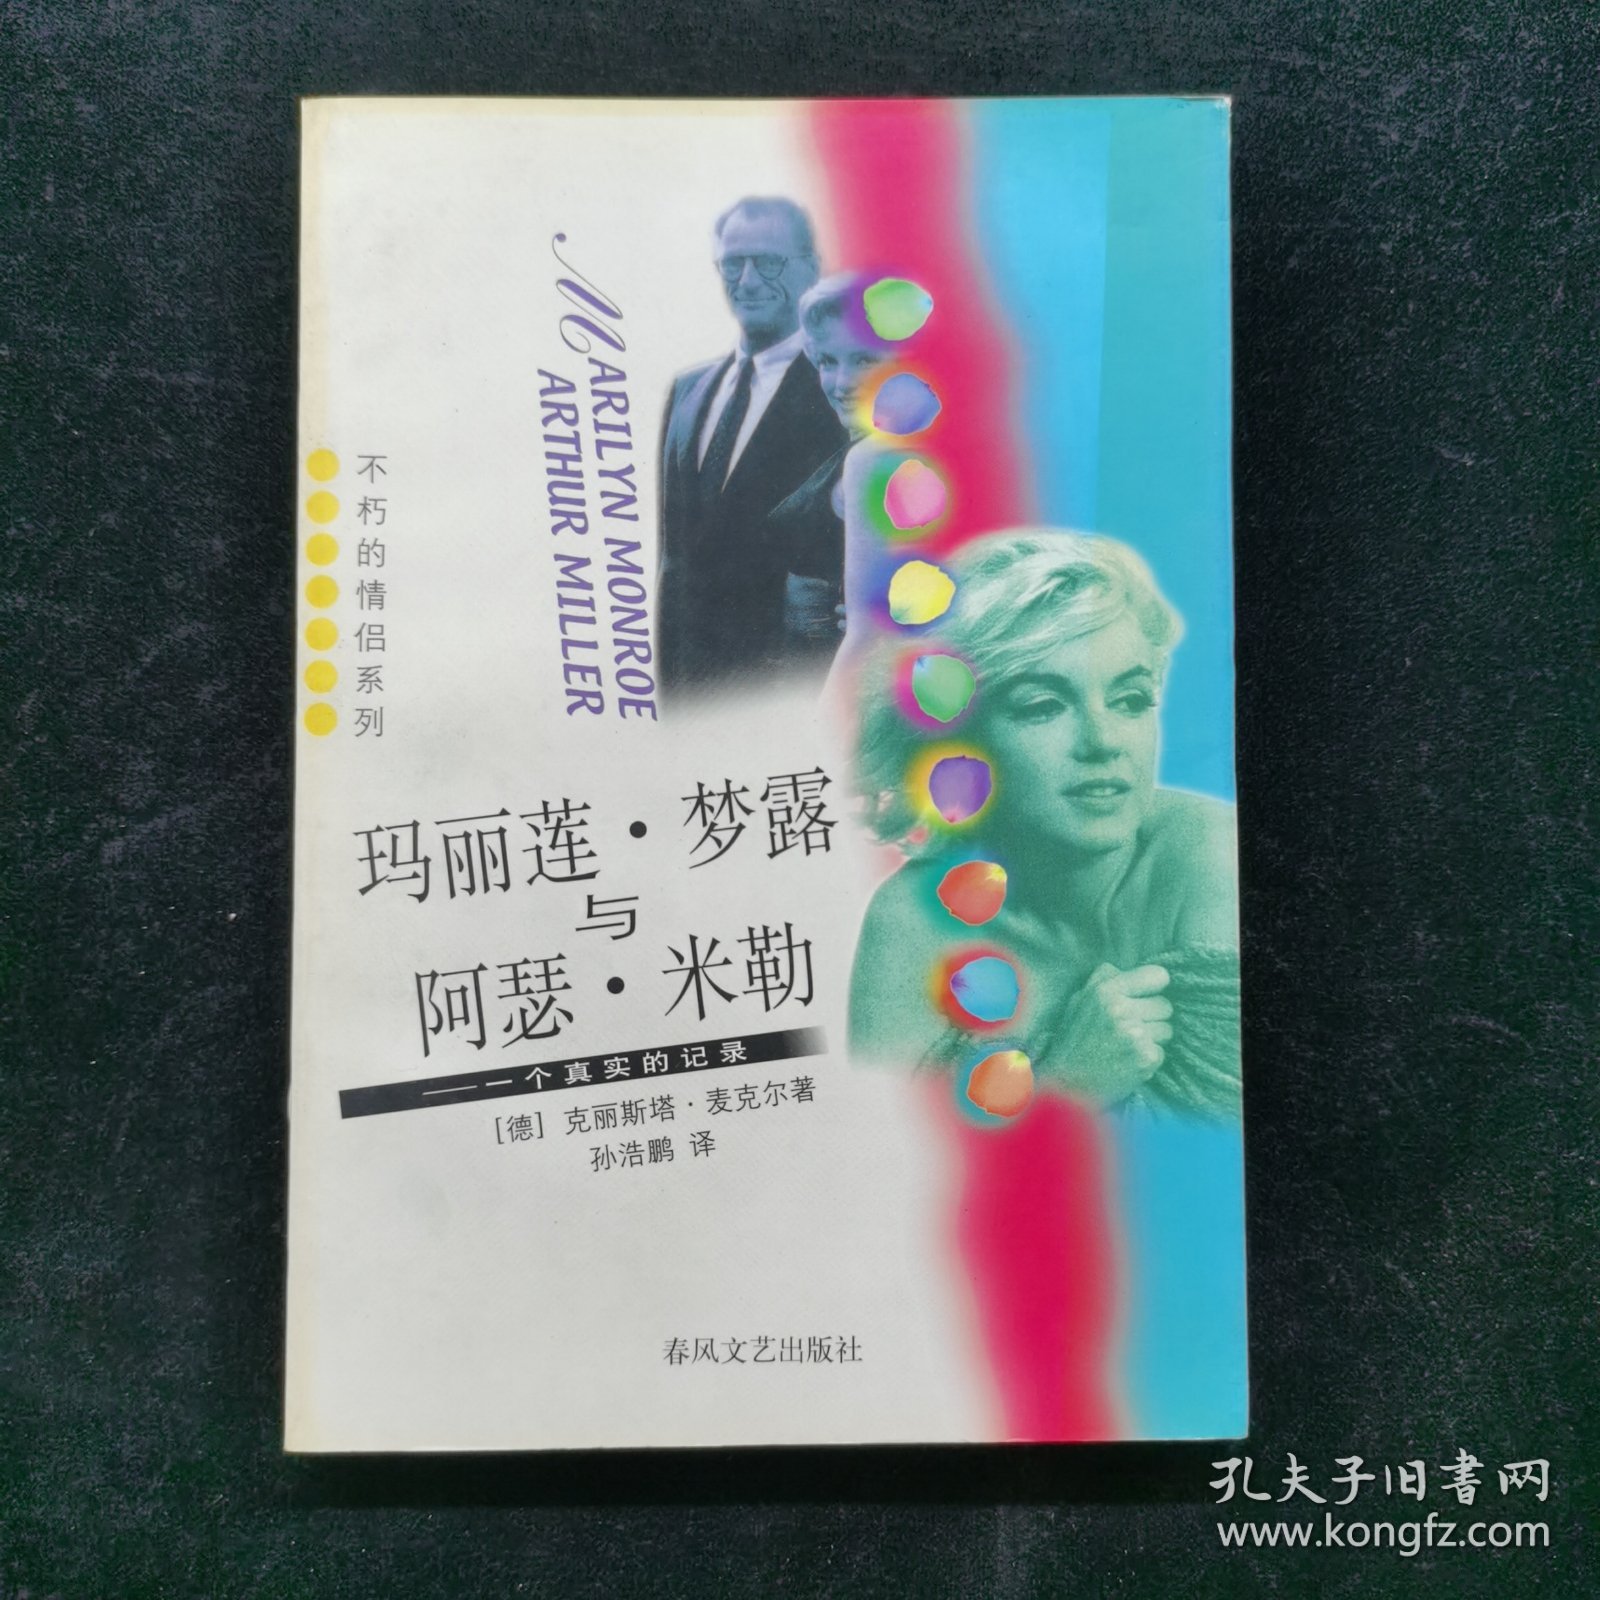 MARILYN MONROE
ARTHUR MILLER
不朽的情侣系列
玛丽莲·梦露
与
阿瑟·米勒
——一个真实的记录
[德] 克丽斯塔·麦克尔著
孙浩鹏 译
春风文艺出版社
孔夫子旧書网
www.kongfz.com